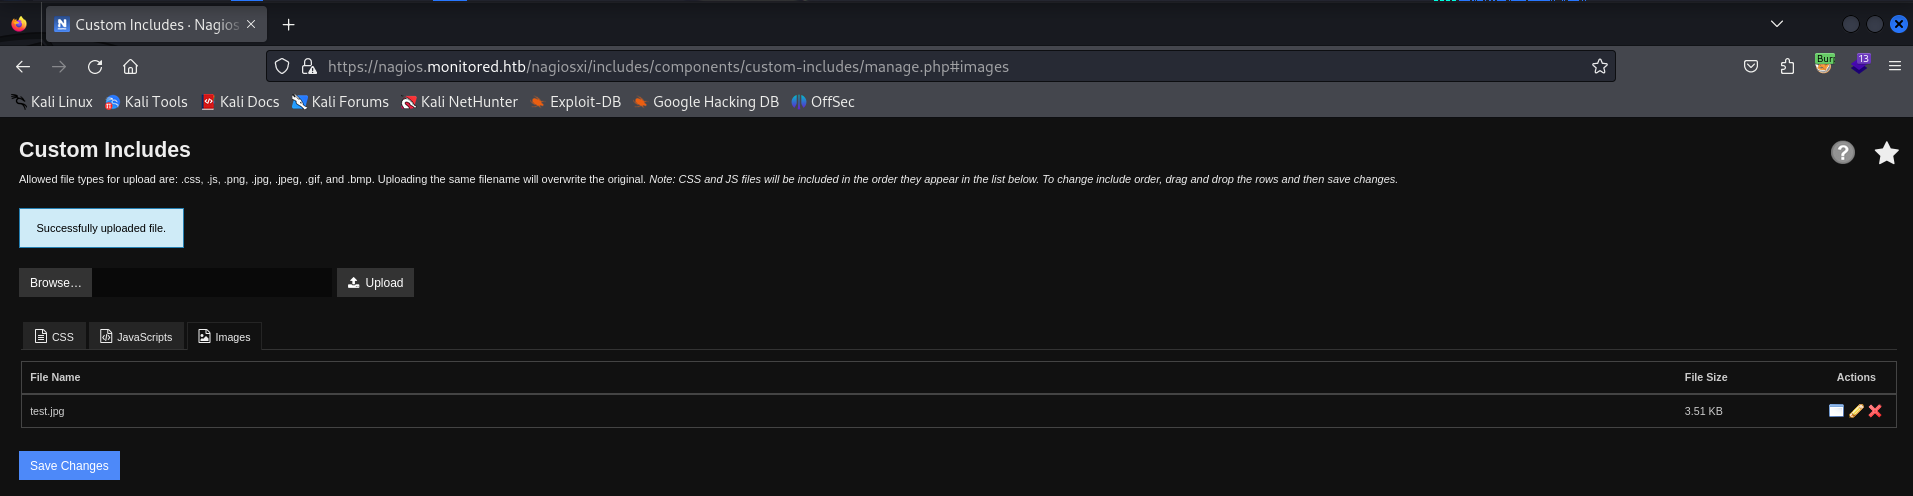 Custom Includes · Nagios
https://nagios.monitored.htb/nagiosxi/includes/components/custom-includes/manage.php#images
Burr
13
Kali Linux Kali Tools Kali Docs Kali Forums Kali NetHunter Exploit-DB Google Hacking DB OffSec
Custom Includes
Allowed file types for upload are: .css, .js, .png, .jpg, .jpeg, .gif, and .bmp. Uploading the same filename will overwrite the original. Note: CSS and JS files will be included in the order they appear in the list below. To change include order, drag and drop the rows and then save changes.
Successfully uploaded file.
Browse… Upload
CSS JavaScripts Images
File Name File Size Actions
test.jpg 3.51 KB
Save Changes